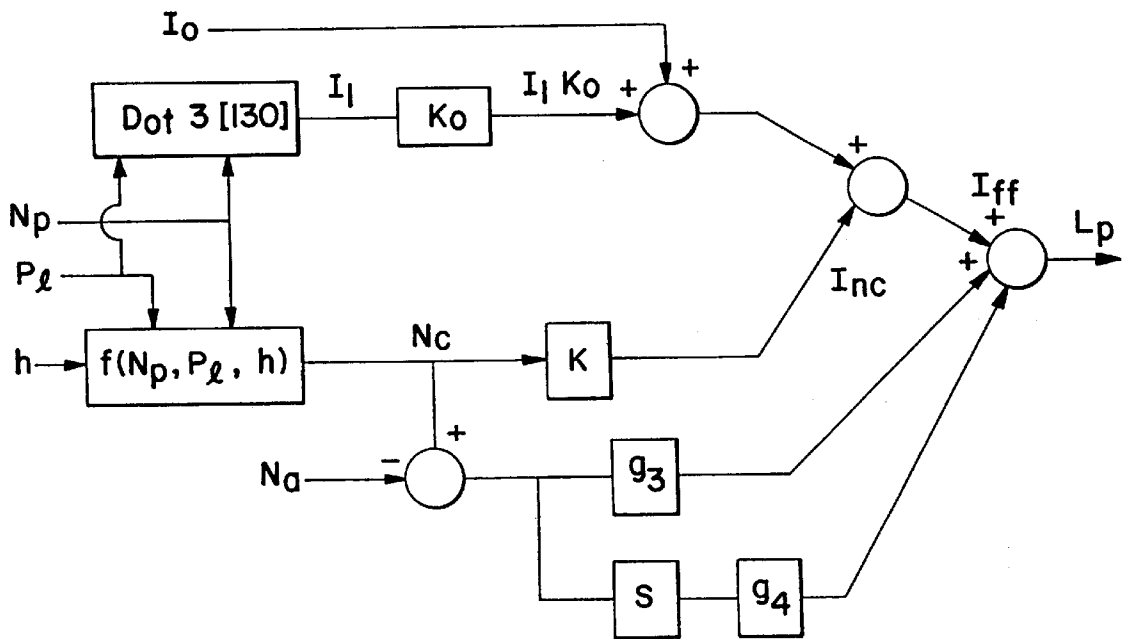 Io
+
Dot 3 [130]
I1
Ko
I1 Ko
+
+
Iff
+
Lp
Np
Pℓ
+
Inc
h
f(Np, Pℓ, h)
Nc
K
+
−
Na
g3
S
g4